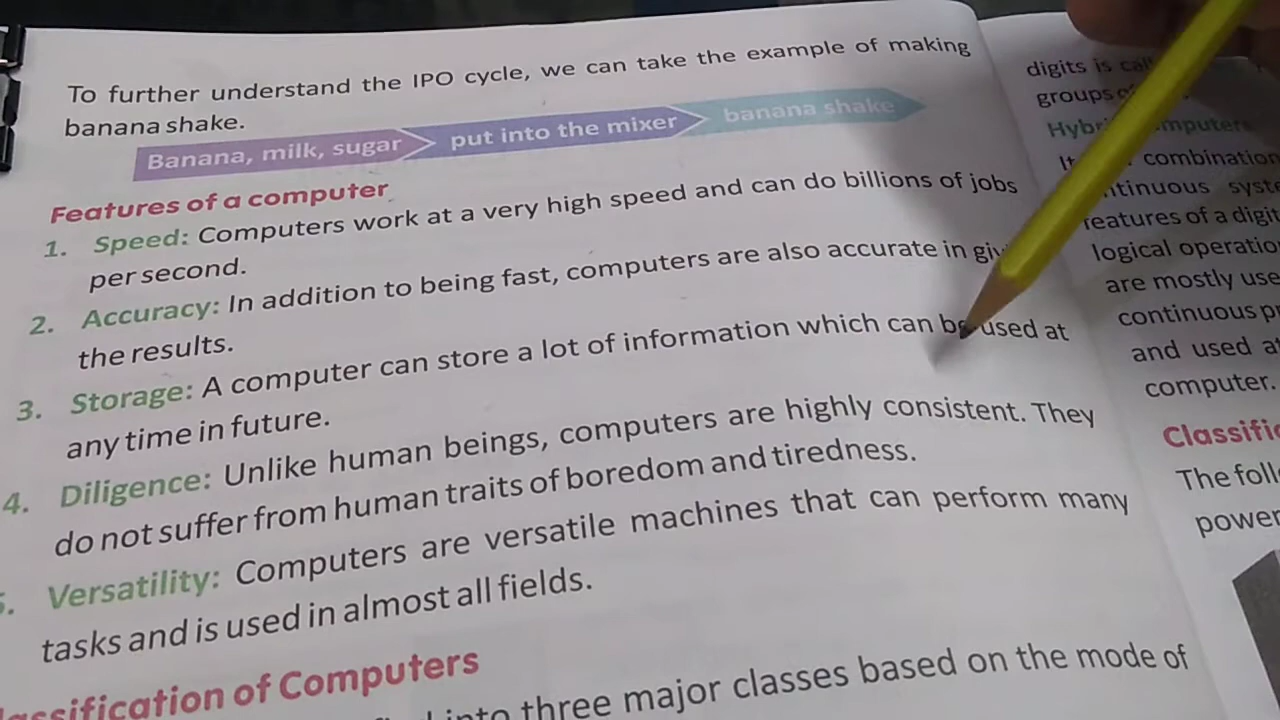 To further understand the IPO cycle, we can take the example of making
banana shake.
Banana, milk, sugar put into the mixer banana shake
Features of a computer
1. Speed: Computers work at a very high speed and can do billions of jobs
per second.
2. Accuracy: In addition to being fast, computers are also accurate in
the results.
3. Storage: A computer can store a lot of information which can be used at
any time in future.
4. Diligence: Unlike human beings, computers are highly consistent. They
do not suffer from human traits of boredom and tiredness.
5. Versatility: Computers are versatile machines that can perform many
tasks and is used in almost all fields.
of Computers
into three major classes based on the mode of
digits is
groups
combination
features of a
logical
are mostly
continuous
and used
computer.
The